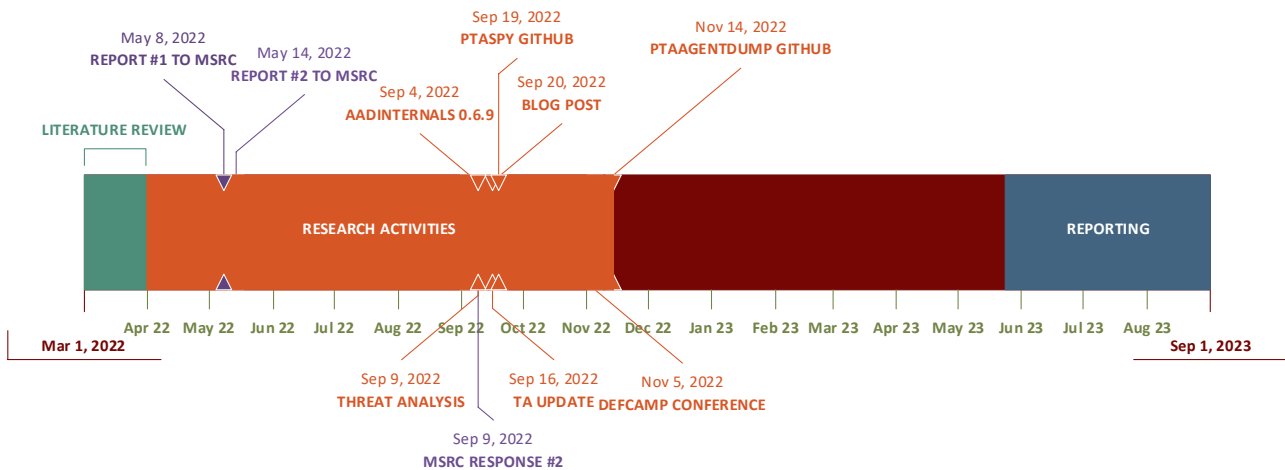 Sep 19, 2022
PTASPY GITHUB
Nov 14, 2022
PTAAGENTDUMP GITHUB
May 8, 2022
REPORT #1 TO MSRC
May 14, 2022
REPORT #2 TO MSRC
Sep 4, 2022
AADINTERNALS 0.6.9
Sep 20, 2022
BLOG POST
LITERATURE REVIEW
RESEARCH ACTIVITIES
REPORTING
Apr 22 May 22 Jun 22 Jul 22 Aug 22 Sep 22 Oct 22 Nov 22 Dec 22 Jan 23 Feb 23 Mar 23 Apr 23 May 23 Jun 23 Jul 23 Aug 23
Mar 1, 2022
Sep 1, 2023
Sep 9, 2022
THREAT ANALYSIS
Sep 16, 2022
TA UPDATE
Nov 5, 2022
DEFCAMP CONFERENCE
Sep 9, 2022
MSRC RESPONSE #2